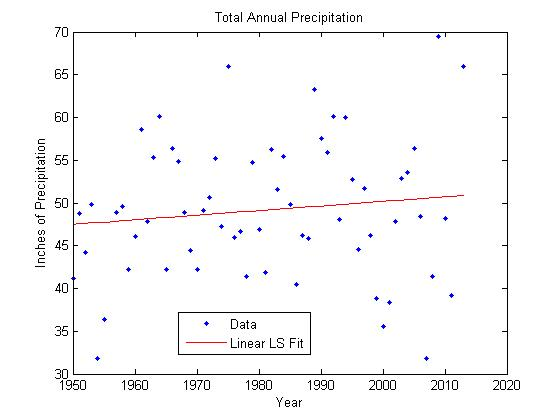 Total Annual Precipitation
70
65
60
55
50
45
40
35
30
Inches of Precipitation
Data
Linear LS Fit
1950 1960 1970 1980 1990 2000 2010 2020
Year